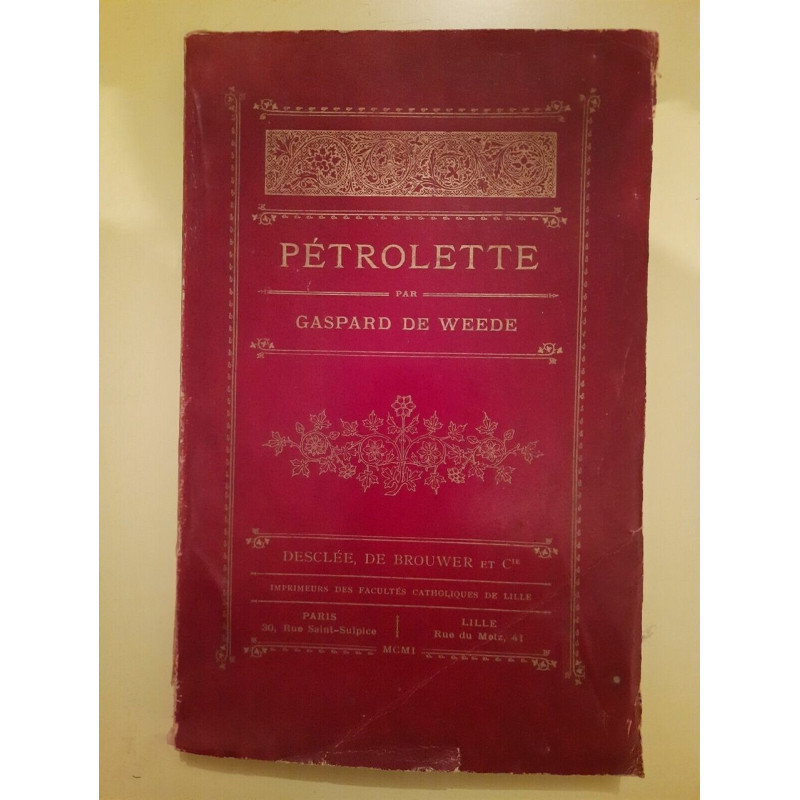 PÉTROLETTE
PAR
GASPARD DE WEEDE
DESCLÉE, DE BROUWER ET CIE
IMPRIMEURS DES FACULTÉS CATHOLIQUES DE LILLE
PARIS
30, Rue Saint-Sulpice
LILLE
Rue du Metz, 41
MCMI